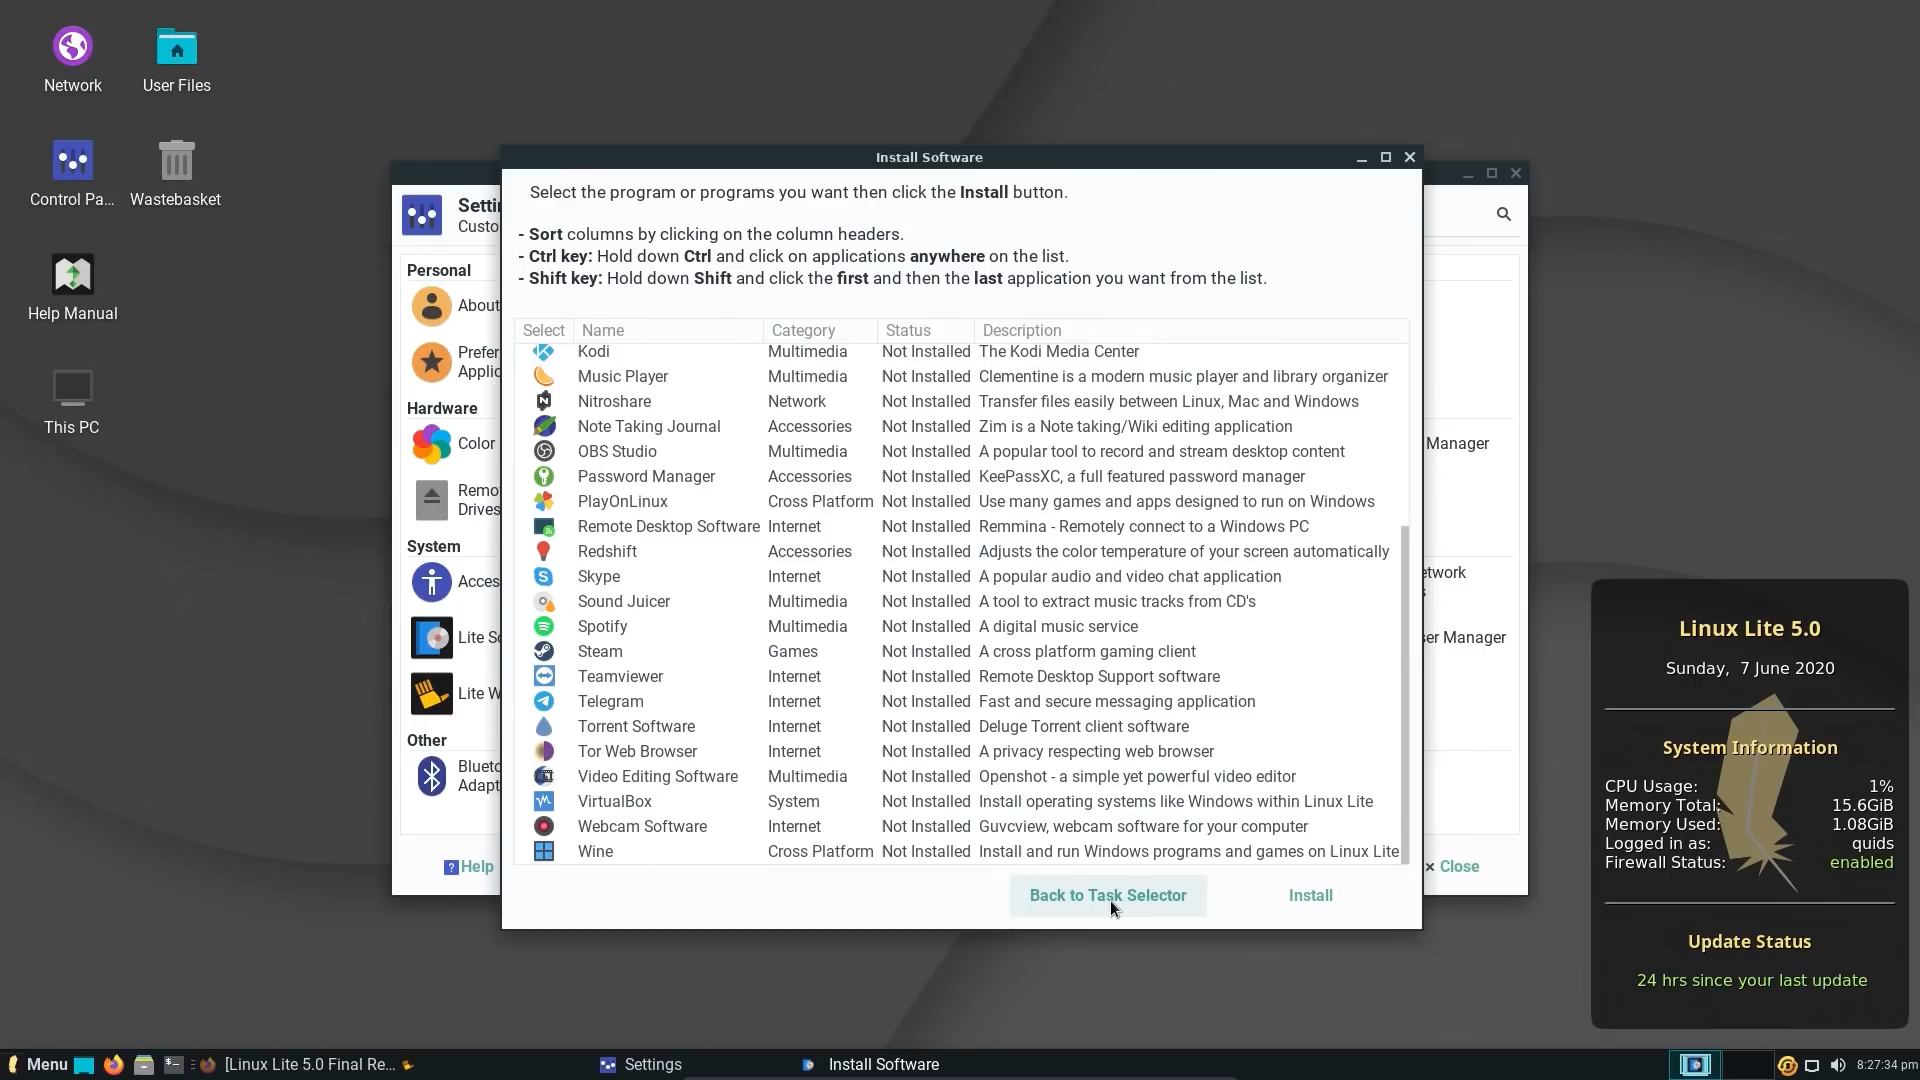 Network
User Files
Control Pa...
Wastebasket
Help Manual
This PC
Settin
Custo
Personal
About
Prefer
Applic
Hardware
Color
Remo
Drives
System
Acces
Lite So
Lite W
Other
Blueto
Adapt
Help
Install Software
Select the program or programs you want then click the Install button.
- Sort columns by clicking on the column headers.
- Ctrl key: Hold down Ctrl and click on applications anywhere on the list.
- Shift key: Hold down Shift and click the first and then the last application you want from the list.
Select Name Category Status Description
Kodi Multimedia Not Installed The Kodi Media Center
Music Player Multimedia Not Installed Clementine is a modern music player and library organizer
Nitroshare Network Not Installed Transfer files easily between Linux, Mac and Windows
Note Taking Journal Accessories Not Installed Zim is a Note taking/Wiki editing application
OBS Studio Multimedia Not Installed A popular tool to record and stream desktop content
Password Manager Accessories Not Installed KeePassXC, a full featured password manager
PlayOnLinux Cross Platform Not Installed Use many games and apps designed to run on Windows
Remote Desktop Software Internet Not Installed Remmina - Remotely connect to a Windows PC
Redshift Accessories Not Installed Adjusts the color temperature of your screen automatically
Skype Internet Not Installed A popular audio and video chat application
Sound Juicer Multimedia Not Installed A tool to extract music tracks from CD's
Spotify Multimedia Not Installed A digital music service
Steam Games Not Installed A cross platform gaming client
Teamviewer Internet Not Installed Remote Desktop Support software
Telegram Internet Not Installed Fast and secure messaging application
Torrent Software Internet Not Installed Deluge Torrent client software
Tor Web Browser Internet Not Installed A privacy respecting web browser
Video Editing Software Multimedia Not Installed Openshot - a simple yet powerful video editor
VirtualBox System Not Installed Install operating systems like Windows within Linux Lite
Webcam Software Internet Not Installed Guvcview, webcam software for your computer
Wine Cross Platform Not Installed Install and run Windows programs and games on Linux Lite
Back to Task Selector Install
Manager
etwork
s
er Manager
Close
Linux Lite 5.0
Sunday, 7 June 2020
System Information
CPU Usage: 1%
Memory Total: 15.6GiB
Memory Used: 1.08GiB
Logged in as: quids
Firewall Status: enabled
Update Status
24 hrs since your last update
Menu
[Linux Lite 5.0 Final Re...
Settings
Install Software
8:27:34 pm